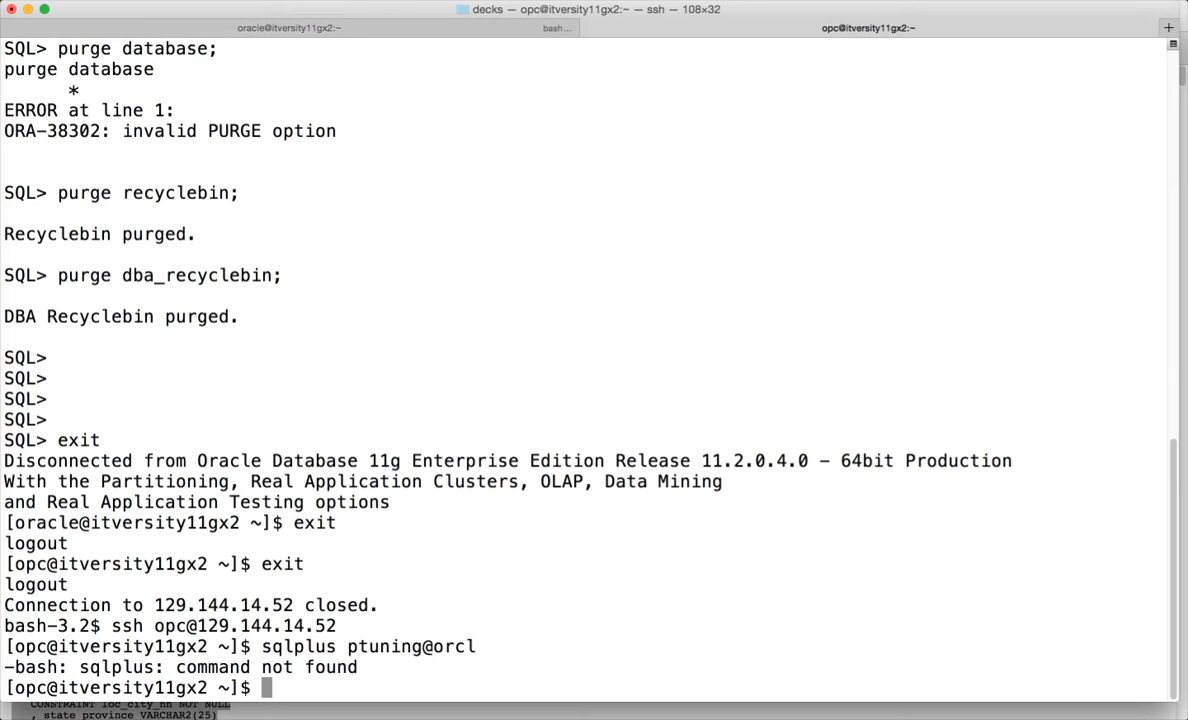 decks — opc@itversity11gx2:~ — ssh — 108×32
oracle@itversity11gx2:~
bash...
opc@itversity11gx2:~
SQL> purge database;
purge database
*
ERROR at line 1:
ORA-38302: invalid PURGE option
SQL> purge recyclebin;
Recyclebin purged.
SQL> purge dba_recyclebin;
DBA Recyclebin purged.
SQL>
SQL>
SQL>
SQL>
SQL> exit
Disconnected from Oracle Database 11g Enterprise Edition Release 11.2.0.4.0 - 64bit Production
With the Partitioning, Real Application Clusters, OLAP, Data Mining
and Real Application Testing options
[oracle@itversity11gx2 ~]$ exit
logout
[opc@itversity11gx2 ~]$ exit
logout
Connection to 129.144.14.52 closed.
bash-3.2$ ssh opc@129.144.14.52
[opc@itversity11gx2 ~]$ sqlplus ptuning@orcl
-bash: sqlplus: command not found
[opc@itversity11gx2 ~]$
CONSTRAINT loc_city_nn NOT NULL
, state_province VARCHAR2(25)